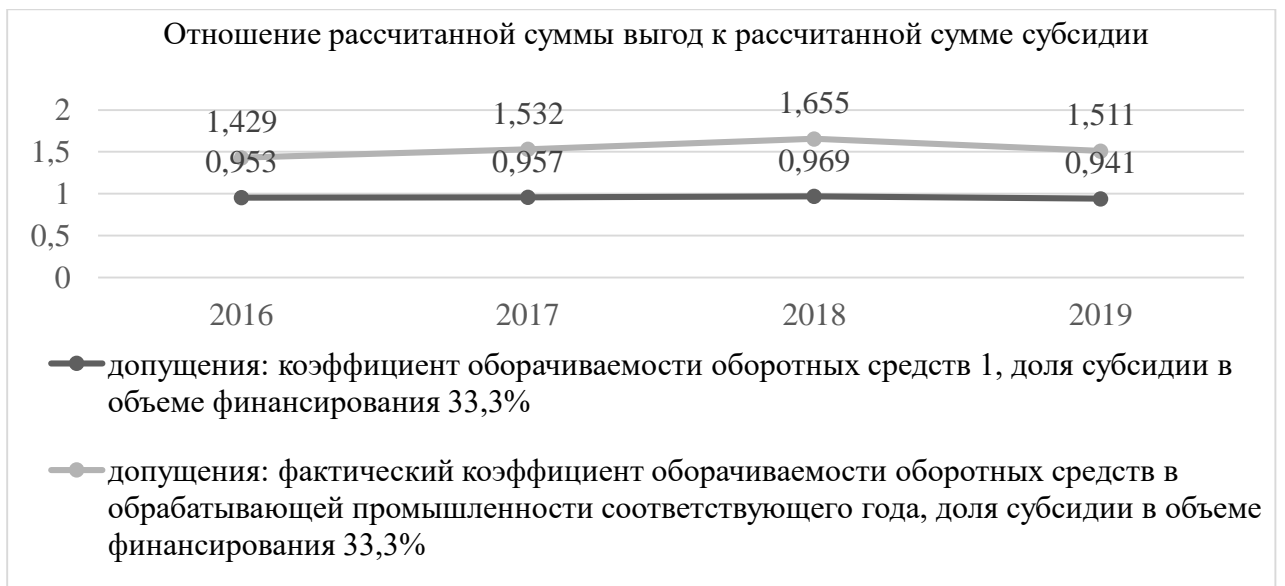 Отношение рассчитанной суммы выгод к рассчитанной сумме субсидии
2
1,5
1
0,5
0
1,429
1,532
1,655
1,511
0,953
0,957
0,969
0,941
2016
2017
2018
2019
допущения: коэффициент оборачиваемости оборотных средств 1, доля субсидии в
объеме финансирования 33,3%
допущения: фактический коэффициент оборачиваемости оборотных средств в
обрабатывающей промышленности соответствующего года, доля субсидии в объеме
финансирования 33,3%